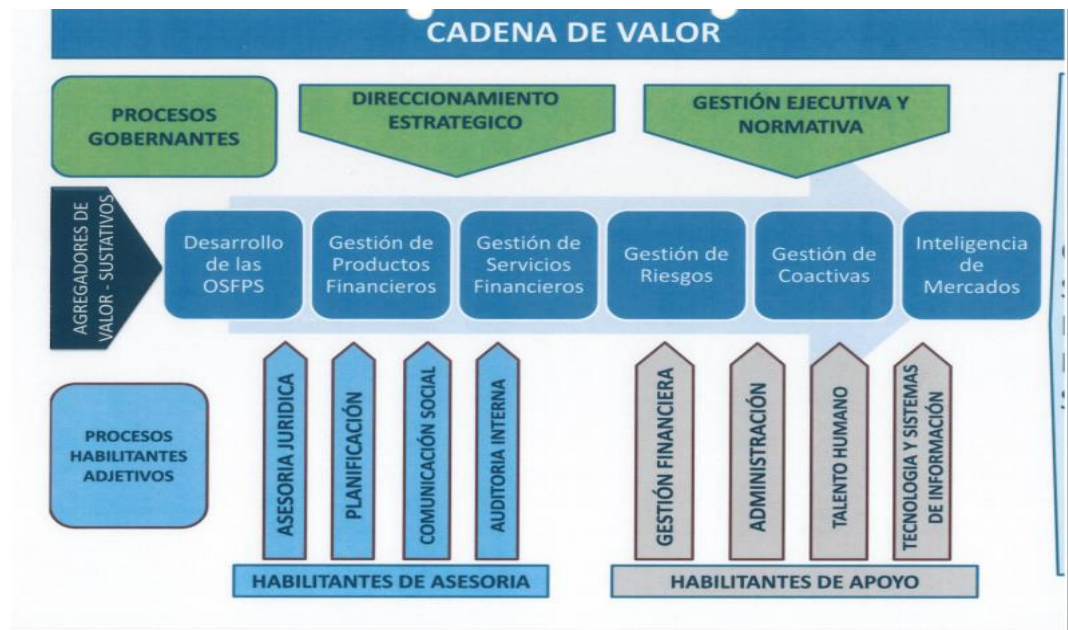 CADENA DE VALOR
PROCESOS
GOBERNANTES
DIRECCIONAMIENTO
ESTRATEGICO
GESTIÓN EJECUTIVA Y
NORMATIVA
AGREGADORES DE
VALOR - SUSTATIVOS
Desarrollo
de las
OSFPS
Gestión de
Productos
Financieros
Gestión de
Servicios
Financieros
Gestión de
Riesgos
Gestión de
Coactivas
Inteligencia
de
Mercados
PROCESOS
HABILITANTES
ADJETIVOS
ASESORIA JURIDICA
PLANIFICACIÓN
COMUNICACIÓN SOCIAL
AUDITORIA INTERNA
GESTIÓN FINANCIERA
ADMINISTRACIÓN
TALENTO HUMANO
TECNOLOGIA Y SISTEMAS
DE INFORMACIÓN
HABILITANTES DE ASESORIA
HABILITANTES DE APOYO